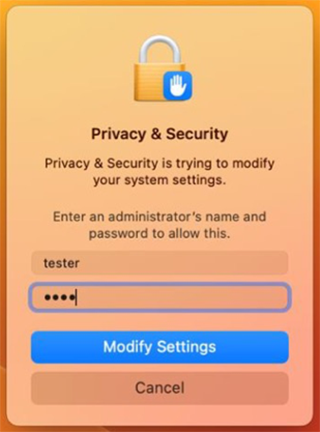 Privacy & Security
Privacy & Security is trying to modify
your system settings.
Enter an administrator's name and
password to allow this.
tester
••••
Modify Settings
Cancel